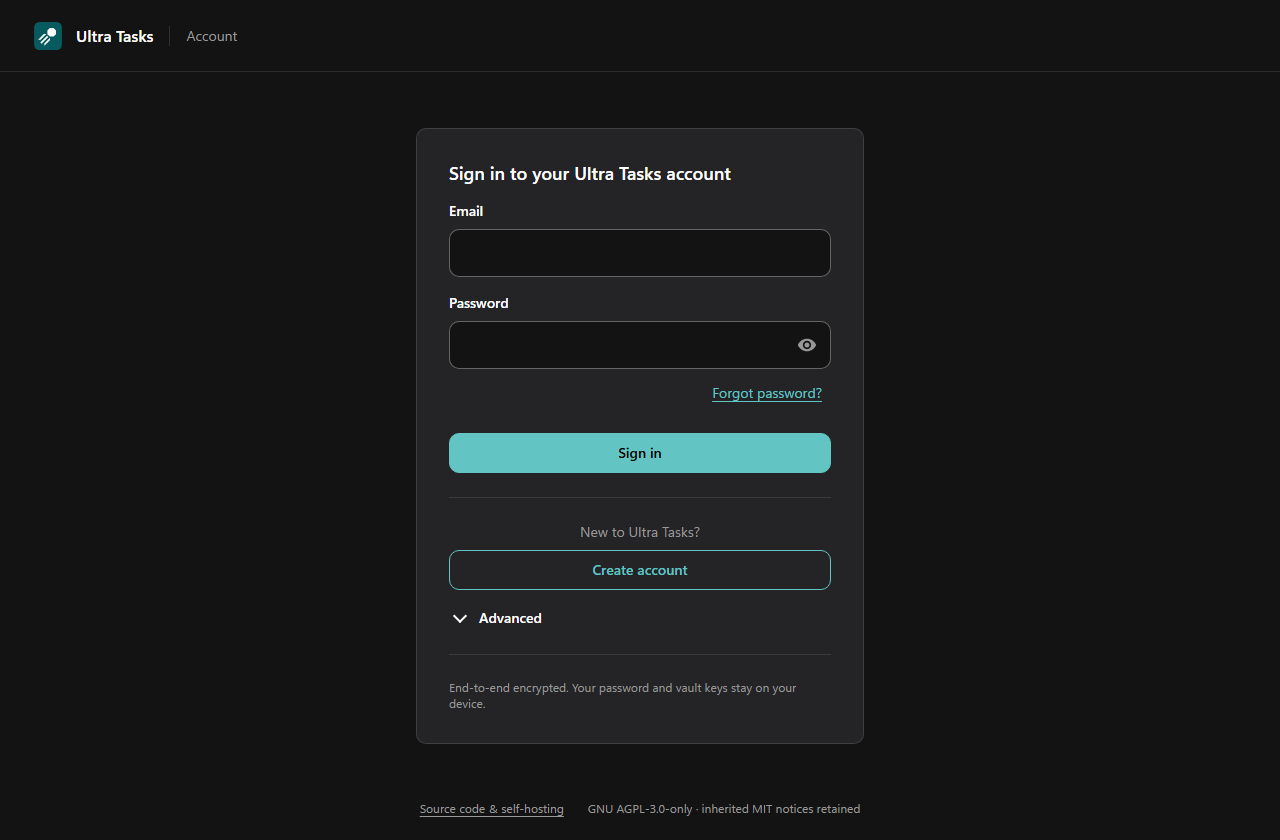 Ultra Tasks
Account
Sign in to your Ultra Tasks account
Email
Password
Forgot password?
Sign in
New to Ultra Tasks?
Create account
Advanced
End-to-end encrypted. Your password and vault keys stay on your
device.
Source code & self-hosting
GNU AGPL-3.0-only · inherited MIT notices retained